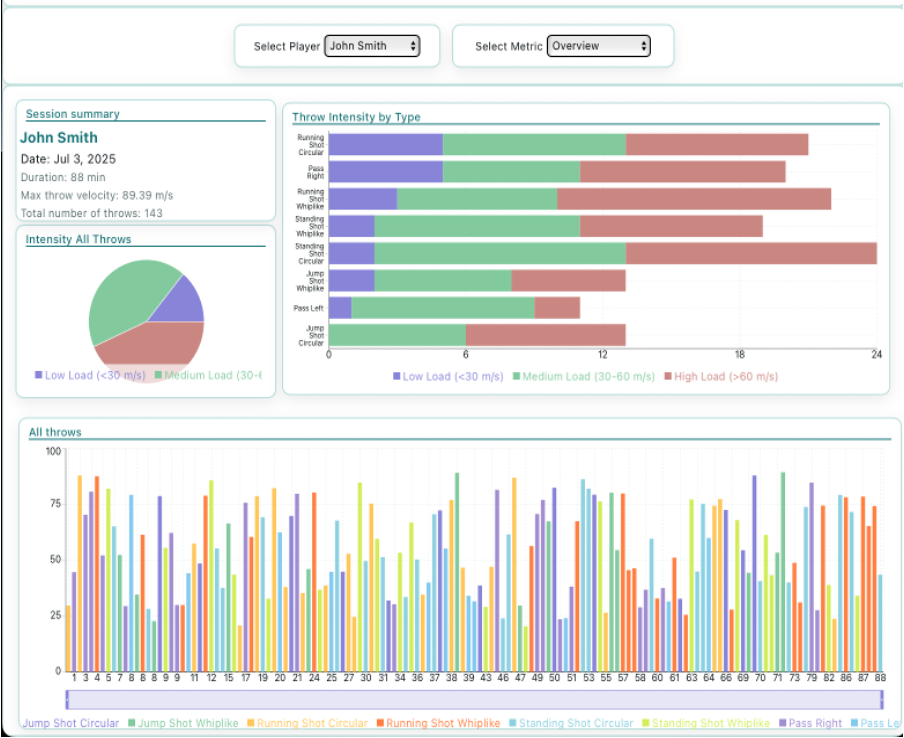 Select Player John Smith
Select Metric Overview
Session summary
John Smith
Date: Jul 3, 2025
Duration: 88 min
Max throw velocity: 89.39 m/s
Total number of throws: 143
Intensity All Throws
Low Load (<30 m/s) Medium Load (30-6
Throw Intensity by Type
Running
Shot
Circular
Pass
Right
Running
Shot
Whiplike
Standing
Shot
Whiplike
Standing
Shot
Circular
Jump
Shot
Whiplike
Pass Left
Jump
Shot
Circular
0 6 12 18 24
Low Load (<30 m/s) Medium Load (30-60 m/s) High Load (>60 m/s)
All throws
100
75
50
25
0
1 3 4 5 7 8 8 8 9 9 11 12 15 17 19 20 21 24 25 26 27 30 31 34 36 37 38 39 43 46 47 49 50 52 53 55 57 58 60 61 63 64 66 69 70 71 73 79 82 86 87 88
Jump Shot Circular Jump Shot Whiplike Running Shot Circular Running Shot Whiplike Standing Shot Circular Standing Shot Whiplike Pass Right Pass Le